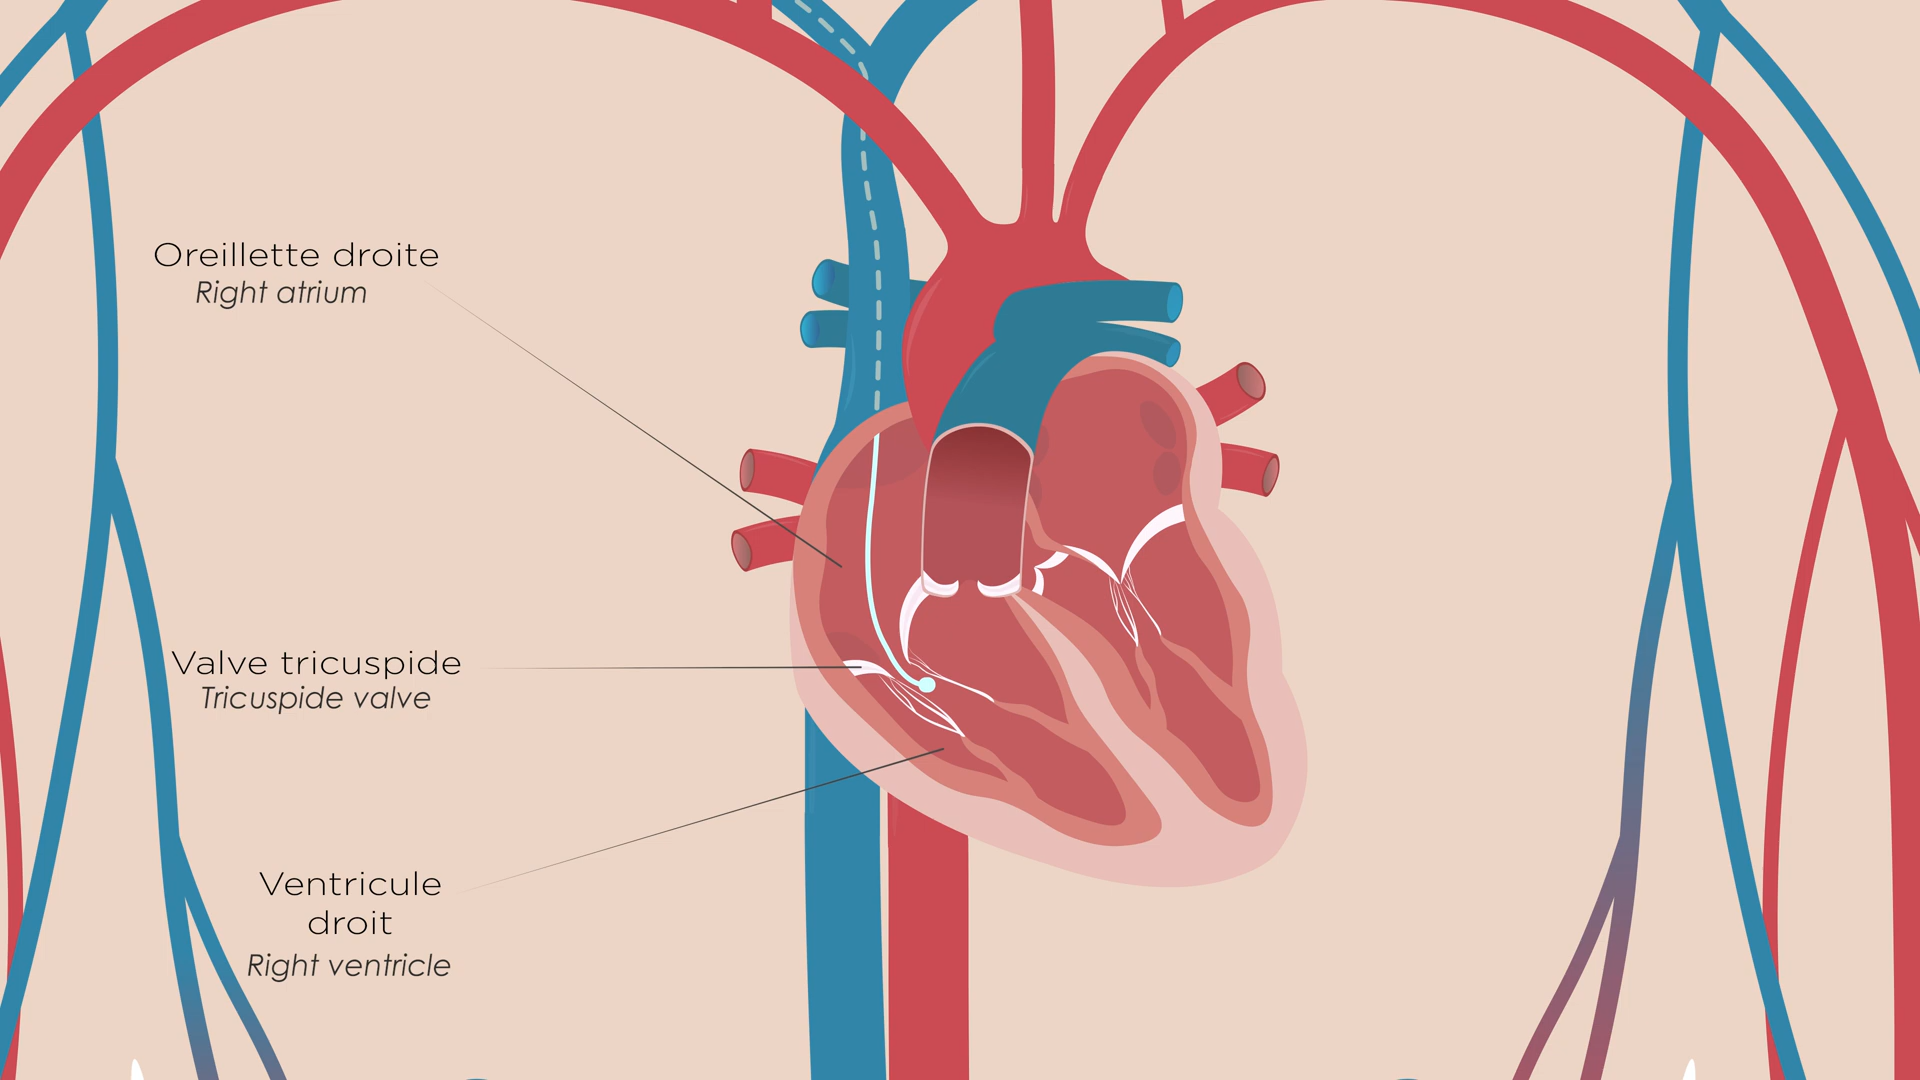 Oreillette droite
Right atrium
Valve tricuspide
Tricuspide valve
Ventricule
droit
Right ventricle